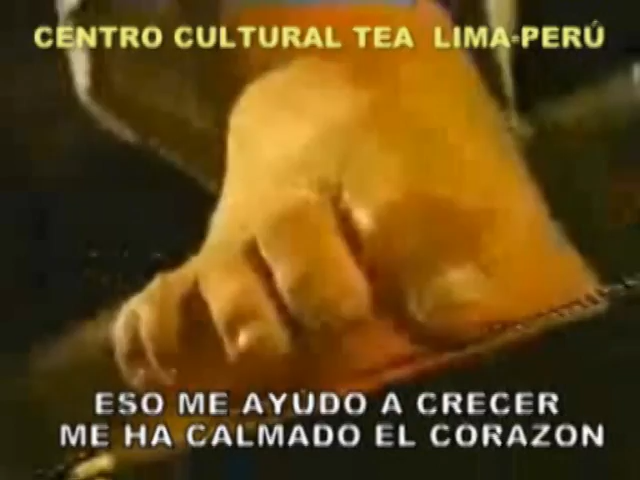 CENTRO CULTURAL TEA LIMA-PERÚ
ESO ME AYUDO A CRECER
ME HA CALMADO EL CORAZON